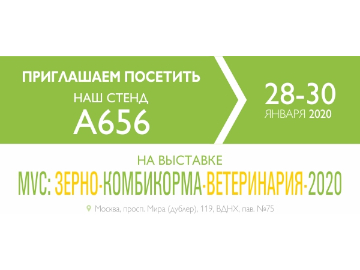 ПРИГЛАШАЕМ ПОСЕТИТЬ
НАШ СТЕНД
А656
28-30
ЯНВАРЯ 2020
НА ВЫСТАВКЕ
МVC: ЗЕРНО-КОМБИКОРМА-ВЕТЕРИНАРИЯ-2020
Москва, просп. Мира (дублер), 119, ВДНХ, пав. №75